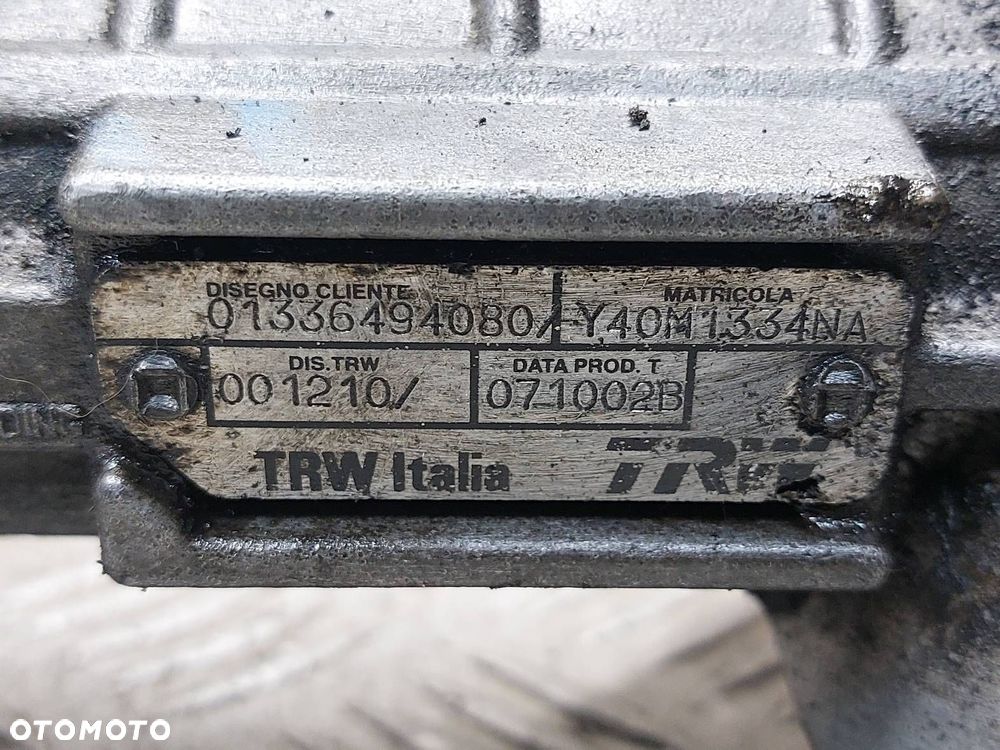 DISEGNO CLIENTE MATRICOLA
01336494080/ Y40M1334NA
DIS.TRW DATA PROD. T
001210/ 071002B
TRW Italia TRW
OTOMOTO